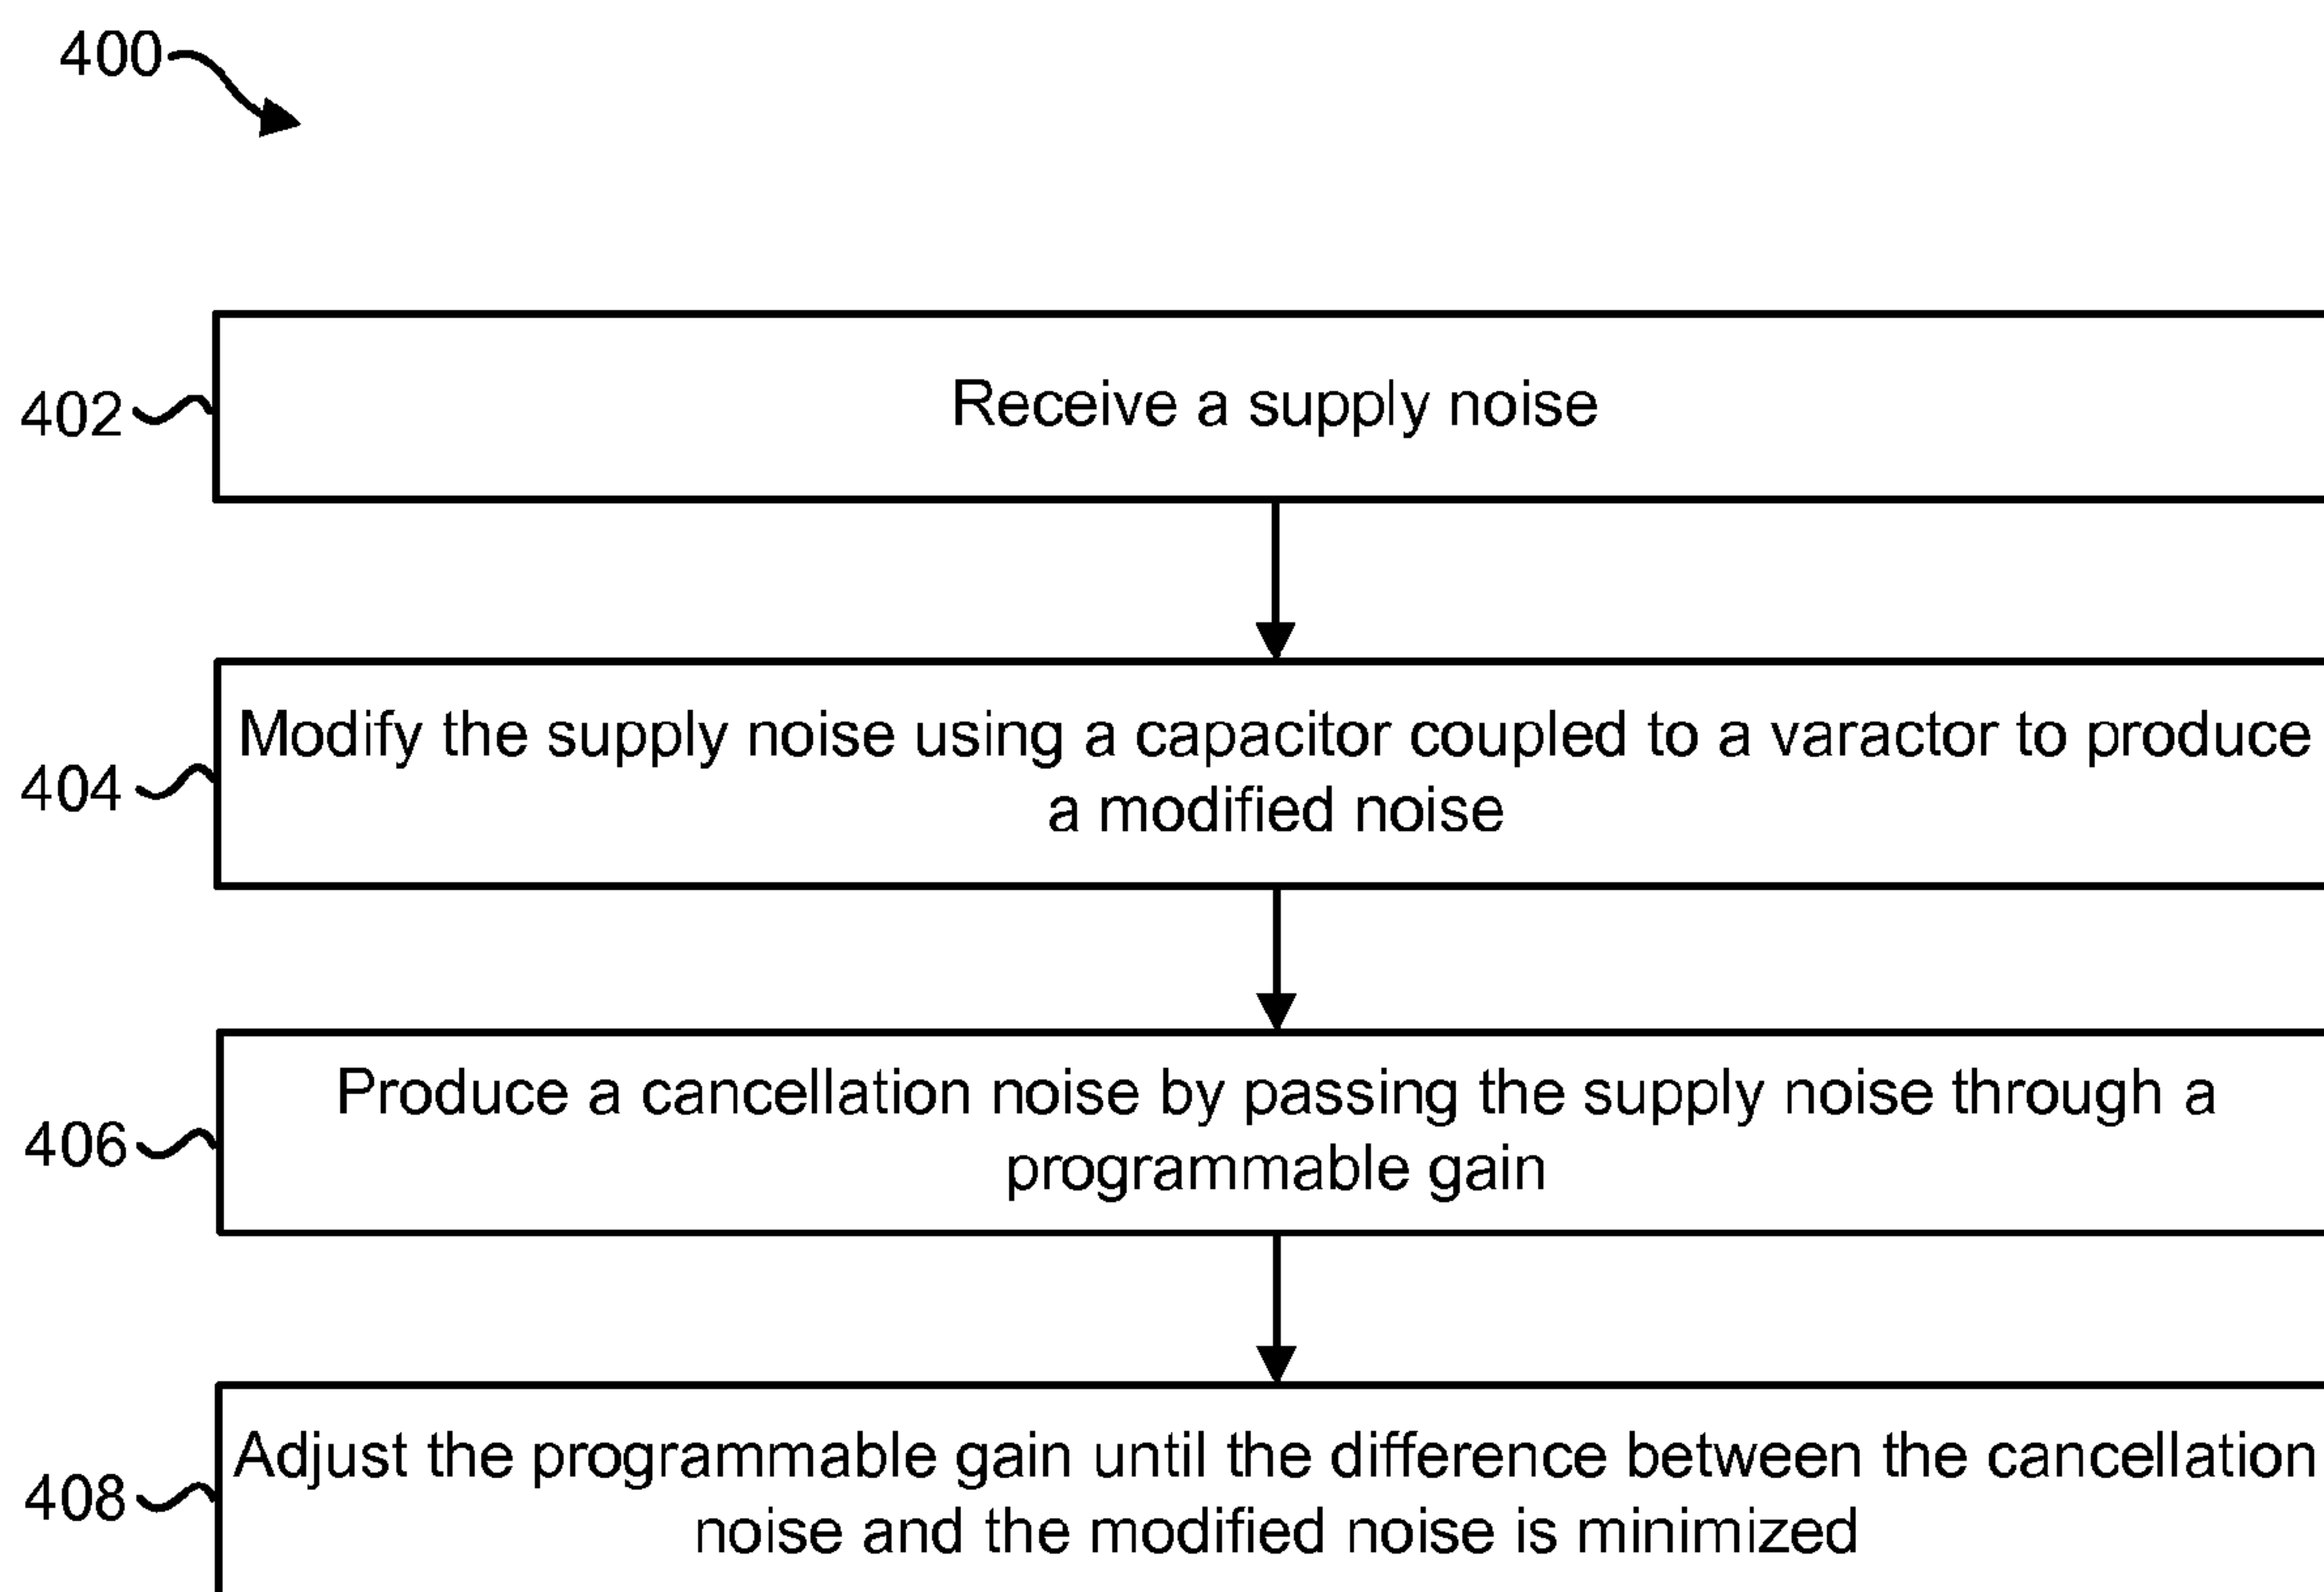 400
402
Receive a supply noise
404
Modify the supply noise using a capacitor coupled to a varactor to produce
a modified noise
406
Produce a cancellation noise by passing the supply noise through a
programmable gain
408
Adjust the programmable gain until the difference between the cancellation
noise and the modified noise is minimized